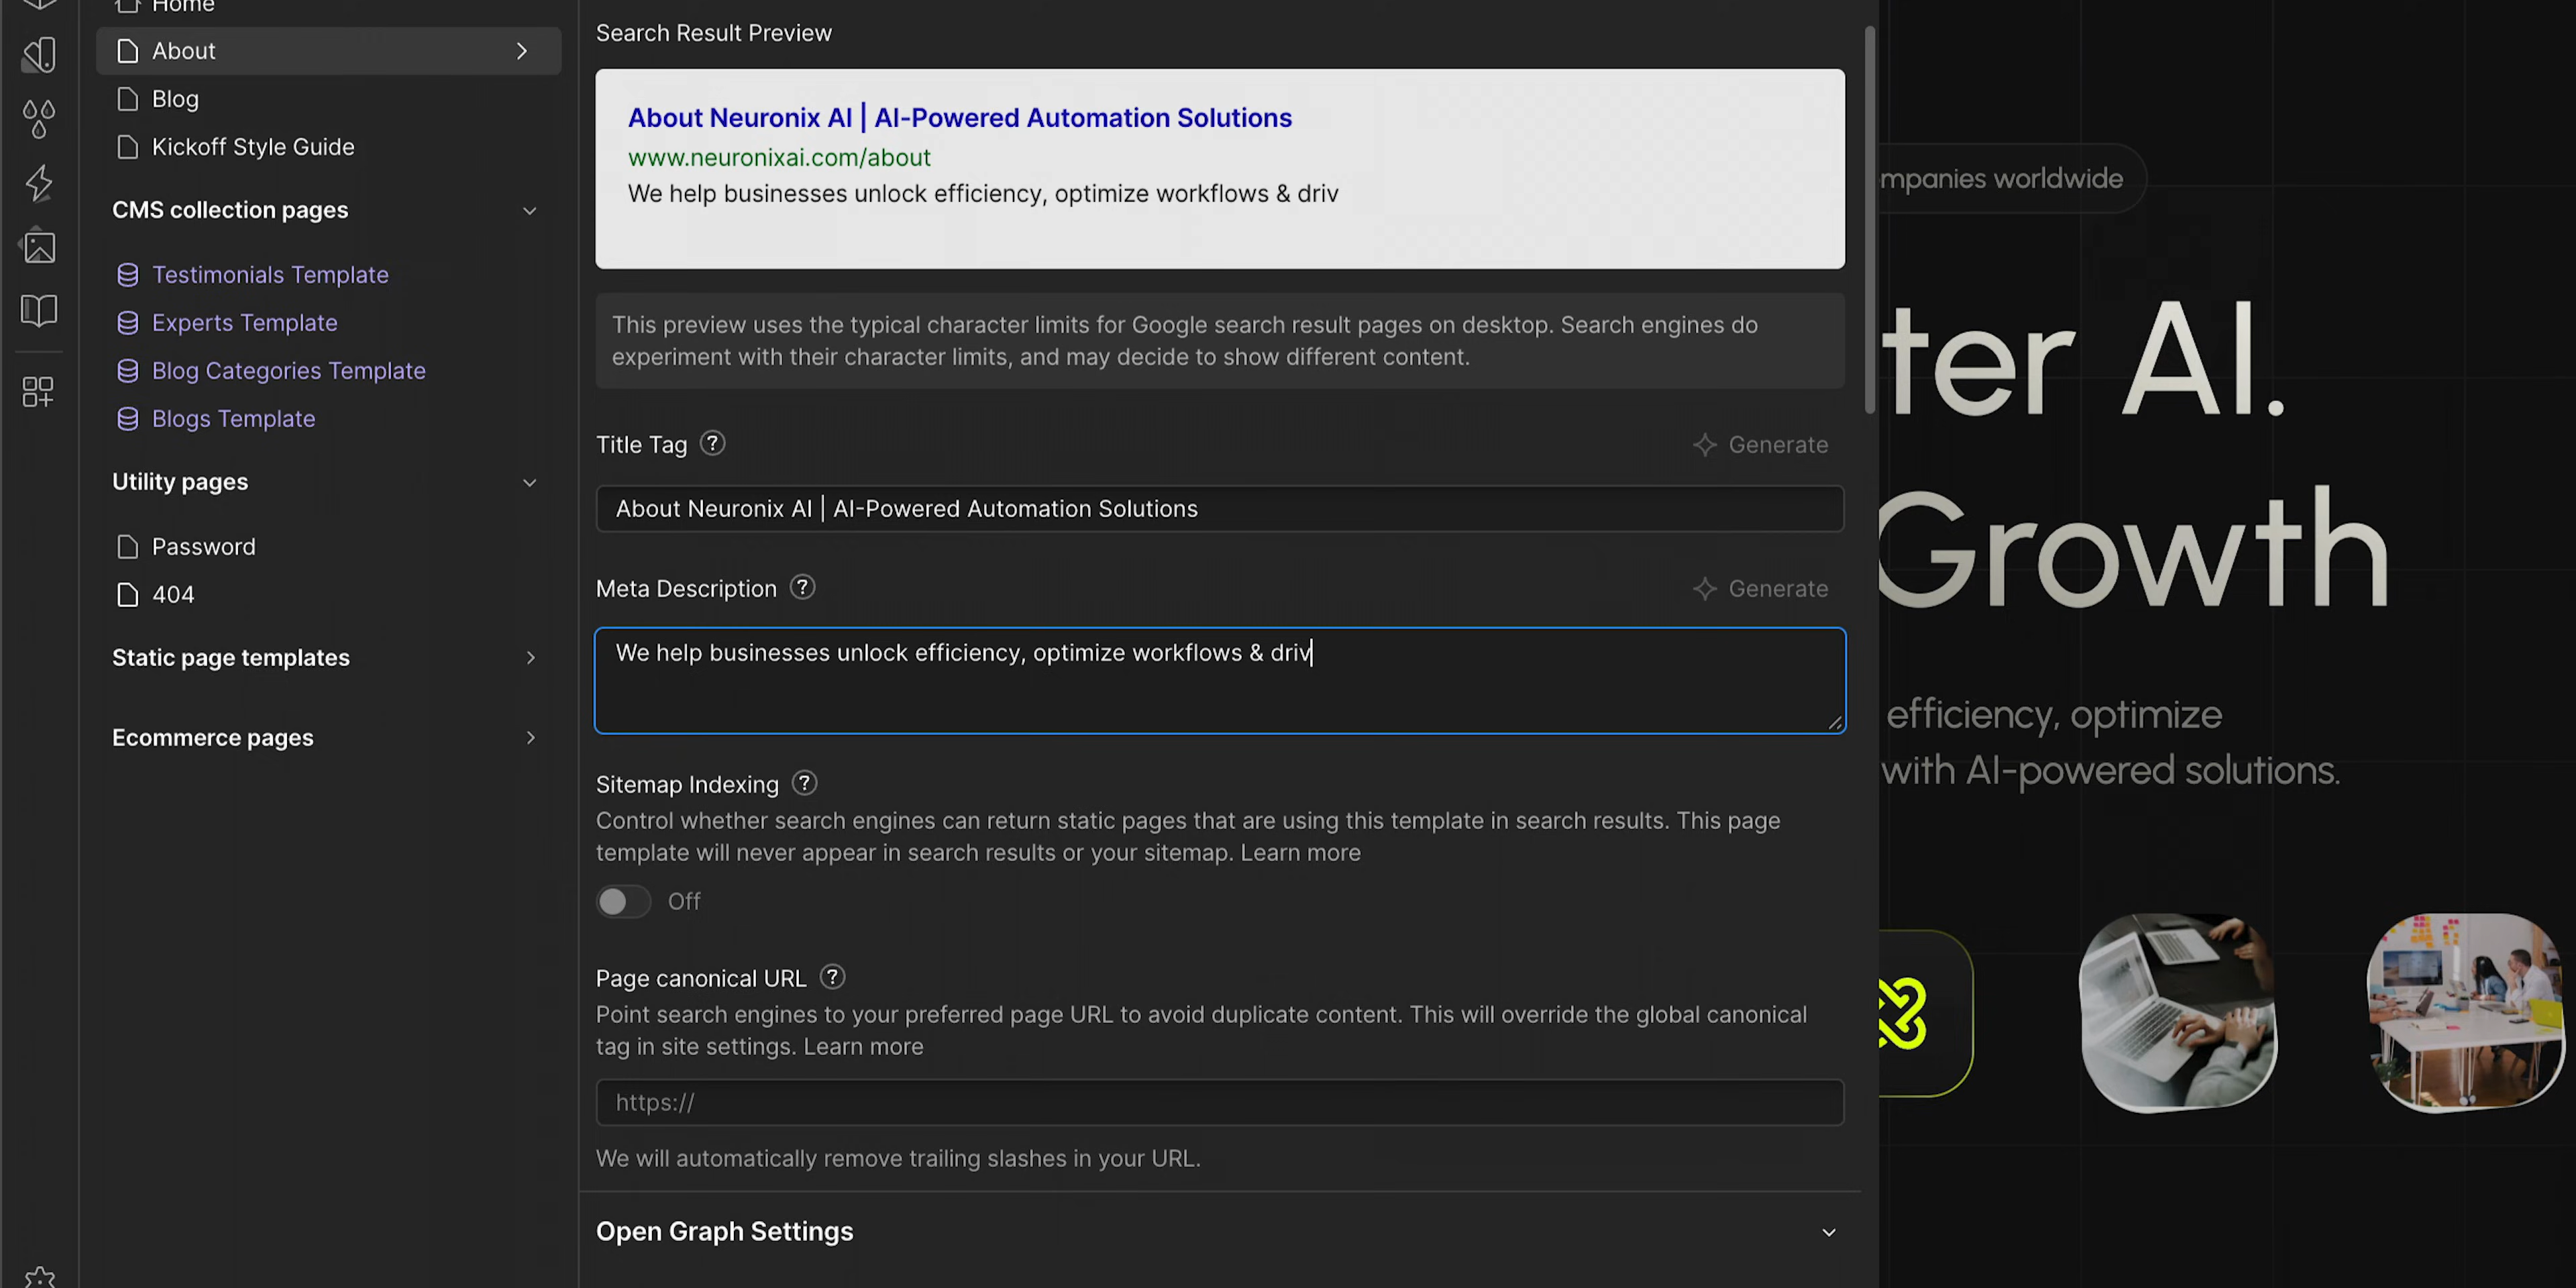 Home
About
Blog
Kickoff Style Guide
CMS collection pages
Testimonials Template
Experts Template
Blog Categories Template
Blogs Template
Utility pages
Password
404
Static page templates
Ecommerce pages
Search Result Preview
About Neuronix AI | AI-Powered Automation Solutions
www.neuronixai.com/about
We help businesses unlock efficiency, optimize workflows & driv
This preview uses the typical character limits for Google search result pages on desktop. Search engines do
experiment with their character limits, and may decide to show different content.
Title Tag ? Generate
About Neuronix AI | AI-Powered Automation Solutions
Meta Description ? Generate
We help businesses unlock efficiency, optimize workflows & driv
Sitemap Indexing ?
Control whether search engines can return static pages that are using this template in search results. This page
template will never appear in search results or your sitemap. Learn more
Off
Page canonical URL ?
Point search engines to your preferred page URL to avoid duplicate content. This will override the global canonical
tag in site settings. Learn more
https://
We will automatically remove trailing slashes in your URL.
Open Graph Settings
mpanies worldwide
ter AI.
Growth
efficiency, optimize
with AI-powered solutions.